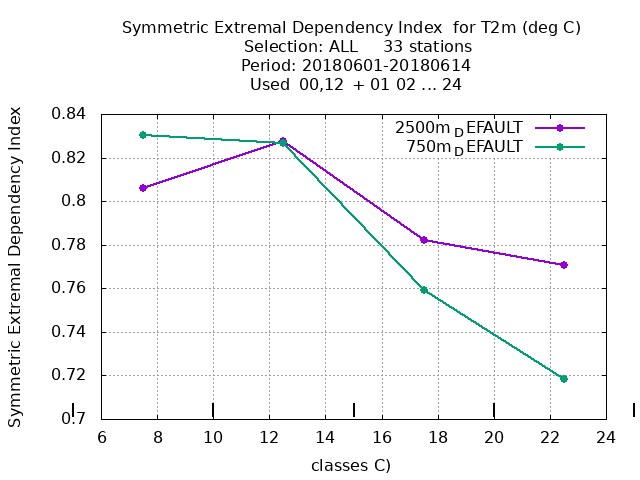 Symmetric Extremal Dependency Index  for T2m (deg C)
Selection: ALL     33 stations
Period: 20180601-20180614
Used  00,12  + 01 02 ... 24
Symmetric Extremal Dependency Index
0.84
0.82
0.8
0.78
0.76
0.74
0.72
0.7
2500mDEFAULT
750mDEFAULT
6 8 10 12 14 16 18 20 22 24
classes C)